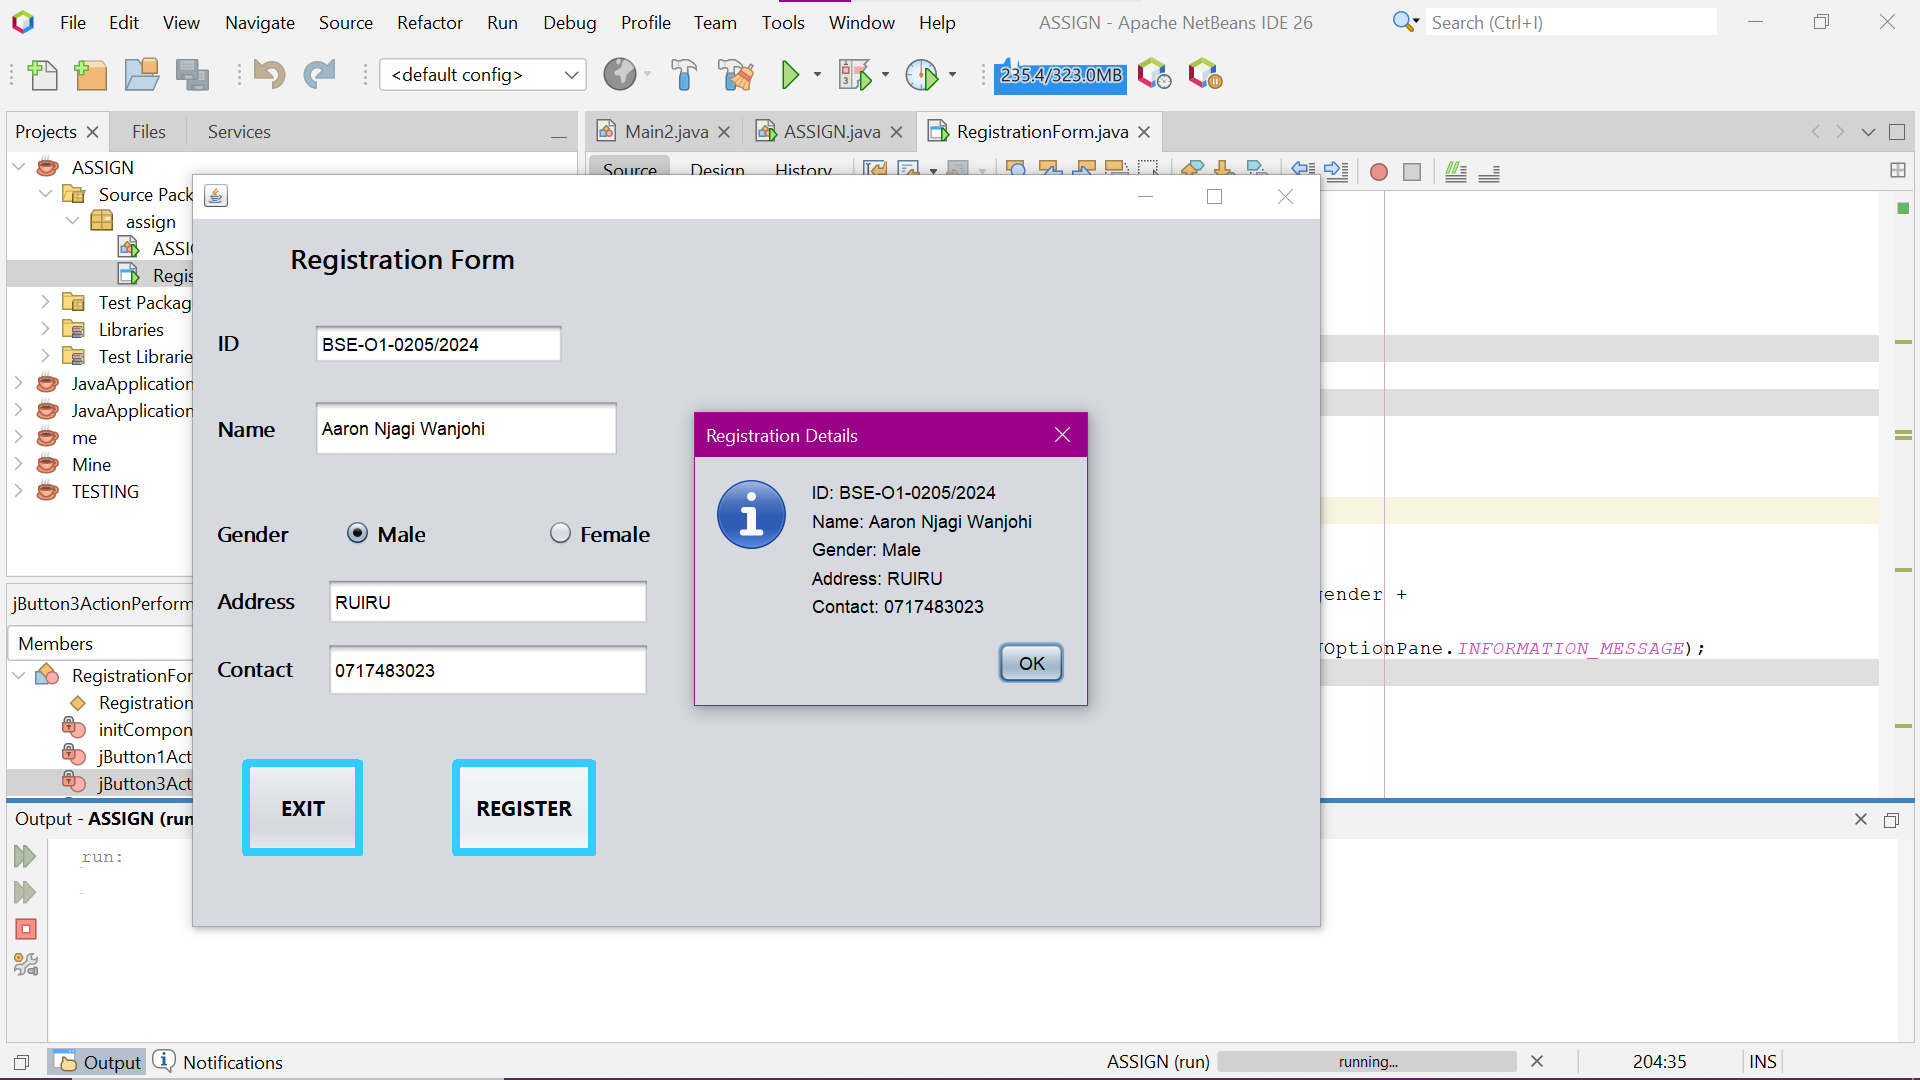 File Edit View Navigate Source Refactor Run Debug Profile Team Tools Window Help
ASSIGN - Apache NetBeans IDE 26
Search (Ctrl+I)
<default config>
235.4/323.0MB
Projects Files Services
Main2.java ASSIGN.java RegistrationForm.java
Source Design History
ASSIGN
Source Pack
assign
ASSI
Regis
Test Packag
Libraries
Test Librarie
JavaApplication
JavaApplication
me
Mine
TESTING
jButton3ActionPerform
Members
RegistrationFor
Registration
initCompon
jButton1Act
jButton3Act
Registration Form
ID BSE-O1-0205/2024
Name Aaron Njagi Wanjohi
Gender Male Female
Address RUIRU
Contact 0717483023
EXIT REGISTER
Registration Details
ID: BSE-O1-0205/2024
Name: Aaron Njagi Wanjohi
Gender: Male
Address: RUIRU
Contact: 0717483023
OK
gender +
JOptionPane.INFORMATION_MESSAGE);
Output - ASSIGN (run
run:
Output Notifications
ASSIGN (run) running... 204:35 INS